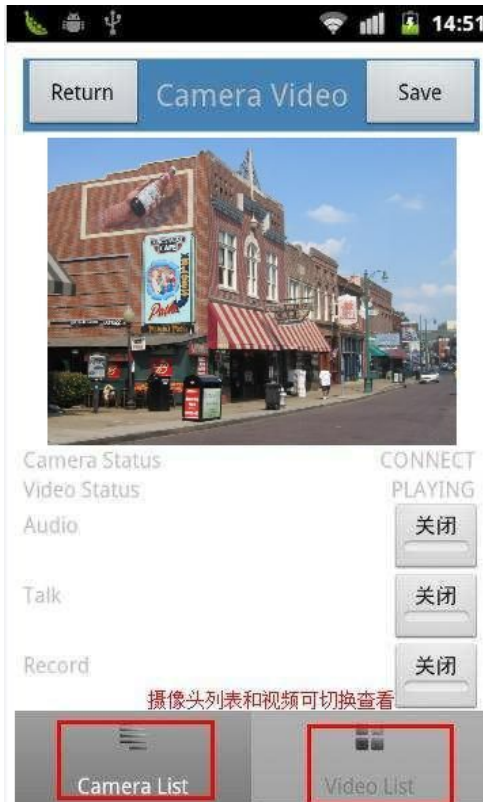 14:51
Return Camera Video Save
Camera Status CONNECT
Video Status PLAYING
Audio 关闭
Talk 关闭
Record 关闭
摄像头列表和视频可切换查看
Camera List Video List